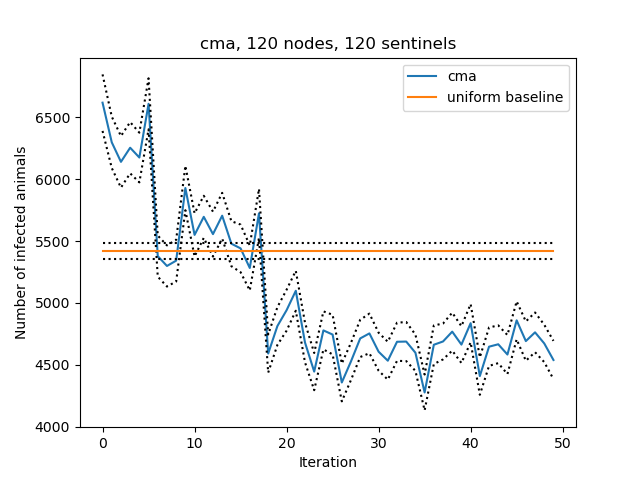 cma, 120 nodes, 120 sentinels
cma
uniform baseline
Number of infected animals
6500
6000
5500
5000
4500
4000
0 10 20 30 40 50
Iteration